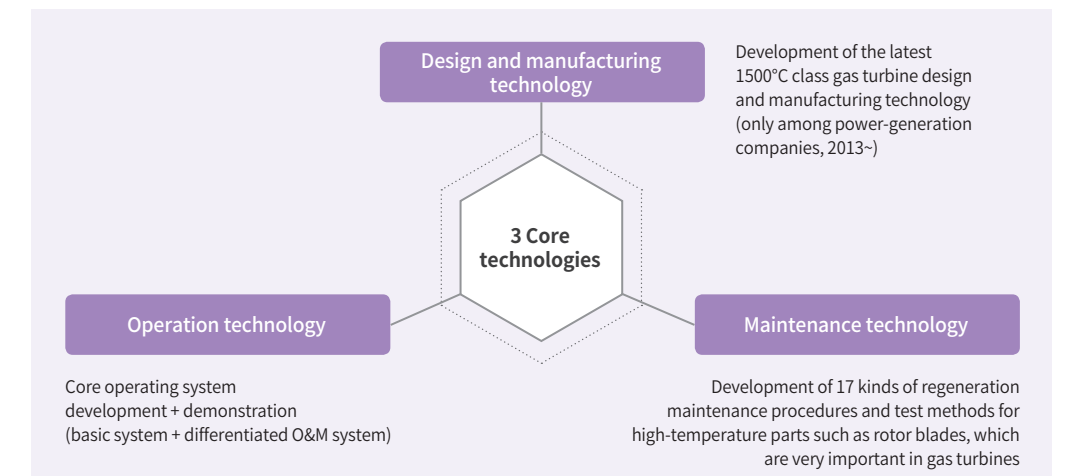 Design and manufacturing
technology
Development of the latest
1500°C class gas turbine design
and manufacturing technology
(only among power-generation
companies, 2013~)
3 Core
technologies
Operation technology
Core operating system
development + demonstration
(basic system + differentiated O&M system)
Maintenance technology
Development of 17 kinds of regeneration
maintenance procedures and test methods for
high-temperature parts such as rotor blades, which
are very important in gas turbines